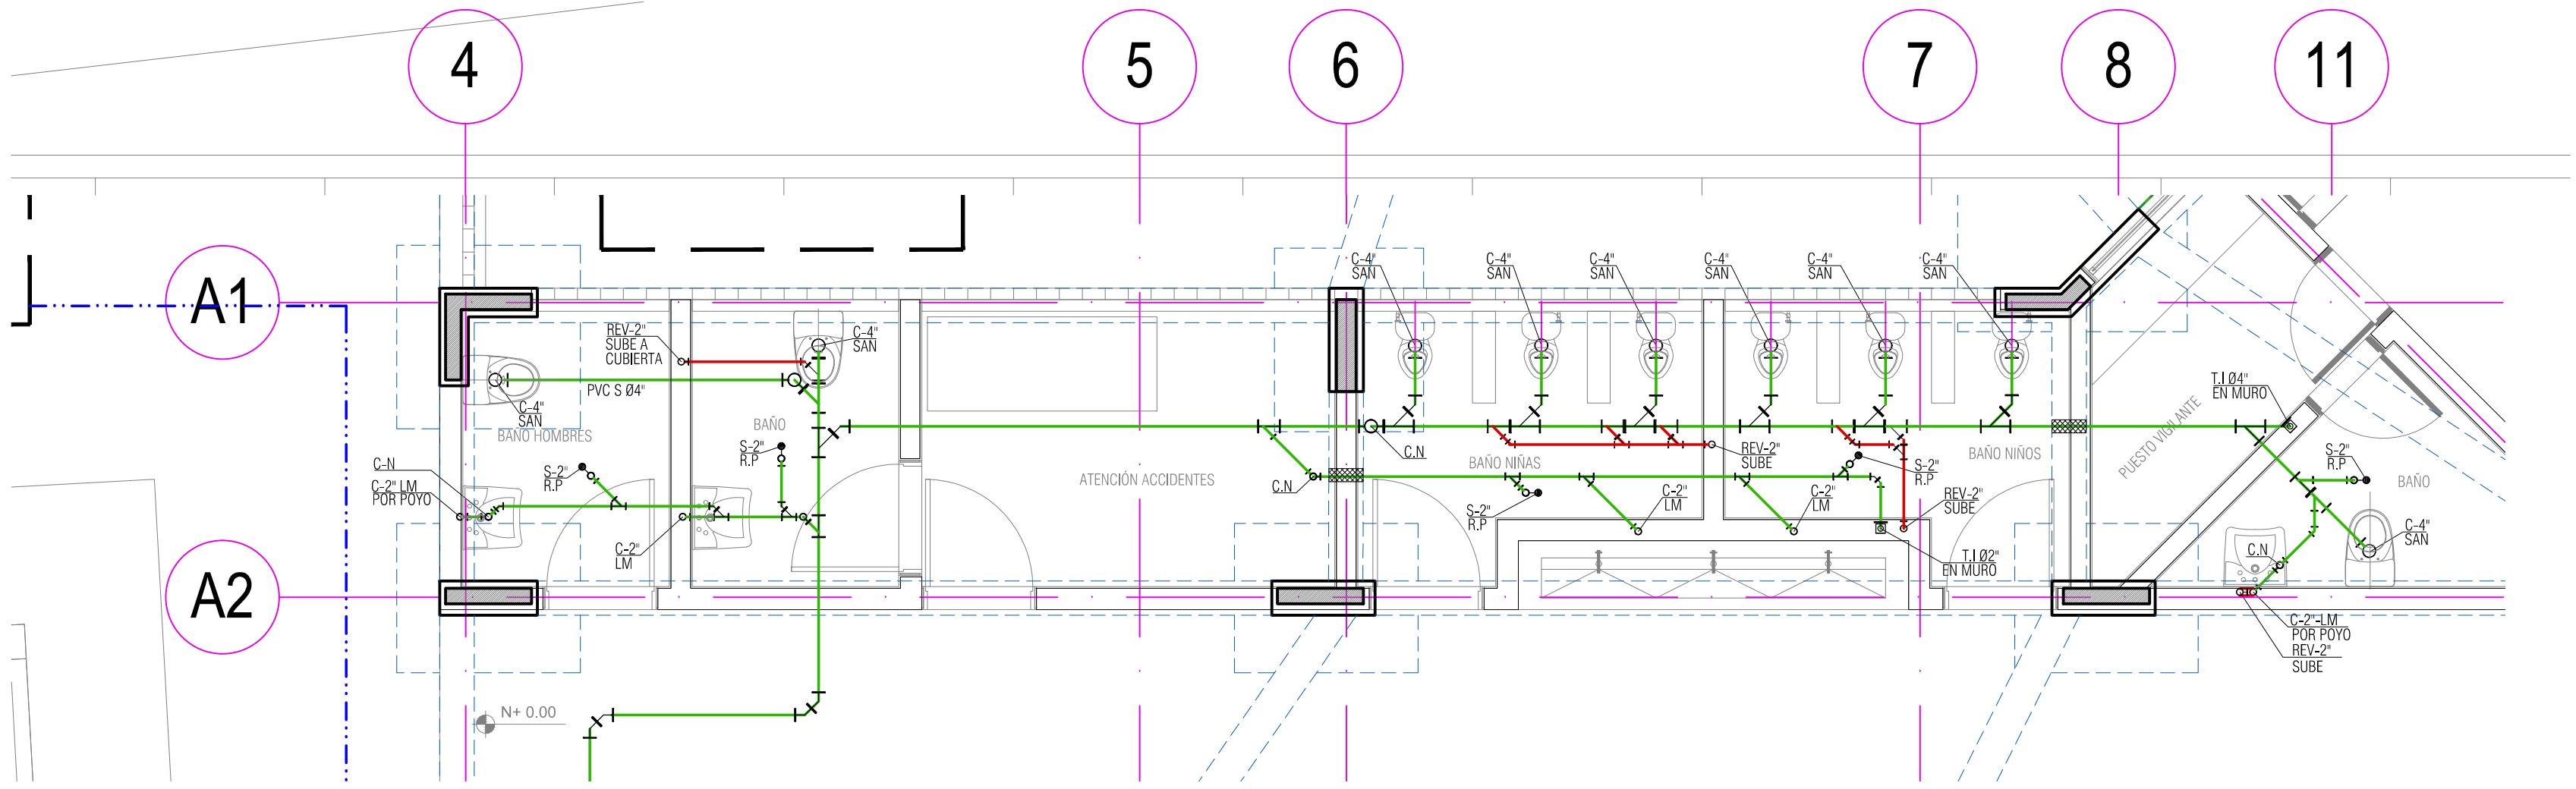 4
5
6
7
8
11
A1
A2
C-4"
SAN
C-4"
SAN
C-4"
SAN
C-4"
SAN
C-4"
SAN
C-4"
SAN
REV-2"
SUBE A
CUBIERTA
C-4"
SAN
PVC S Ø4"
C-4"
SAN
BAÑO HOMBRES
BAÑO
S-2"
R.P
S-2"
R.P
C-N
C-2" LM
POR POYO
C-2"
LM
ATENCIÓN ACCIDENTES
C.N
C.N
BAÑO NIÑAS
REV-2"
SUBE
S-2"
R.P
C-2"
LM
C-2"
LM
S-2"
R.P
BAÑO NIÑOS
REV-2"
SUBE
T.I Ø2"
EN MURO
PUESTO VIGILANTE
T.I Ø4"
EN MURO
S-2"
R.P
BAÑO
C-4"
SAN
C.N
C-2"-LM
POR POYO
REV-2"
SUBE
N+ 0.00